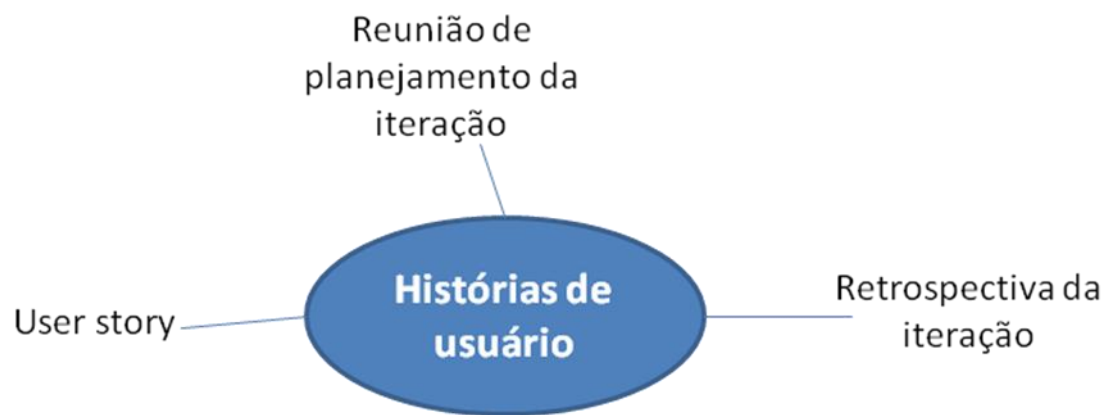 Reunião de
planejamento da
iteração
Histórias de
usuário
User story
Retrospectiva da
iteração